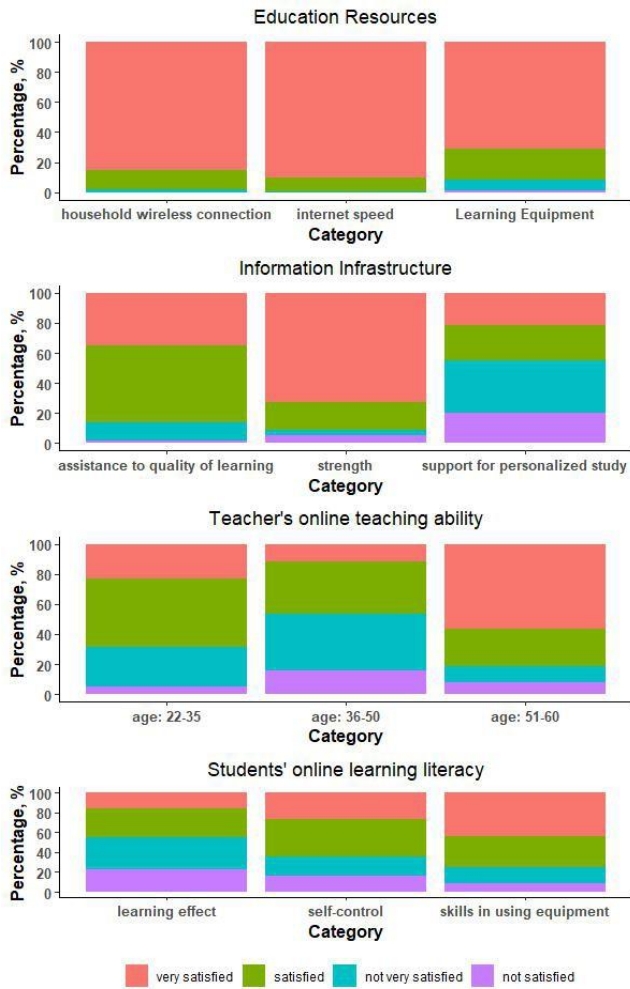 Education Resources
Percentage, %
100
80
60
40
20
0
household wireless connection internet speed Learning Equipment
Category
Information Infrastructure
Percentage, %
100
80
60
40
20
0
assistance to quality of learning strength support for personalized study
Category
Teacher's online teaching ability
Percentage, %
100
80
60
40
20
0
age: 22-35 age: 36-50 age: 51-60
Category
Students' online learning literacy
Percentage, %
100
80
60
40
20
0
learning effect self-control skills in using equipment
Category
very satisfied satisfied not very satisfied not satisfied